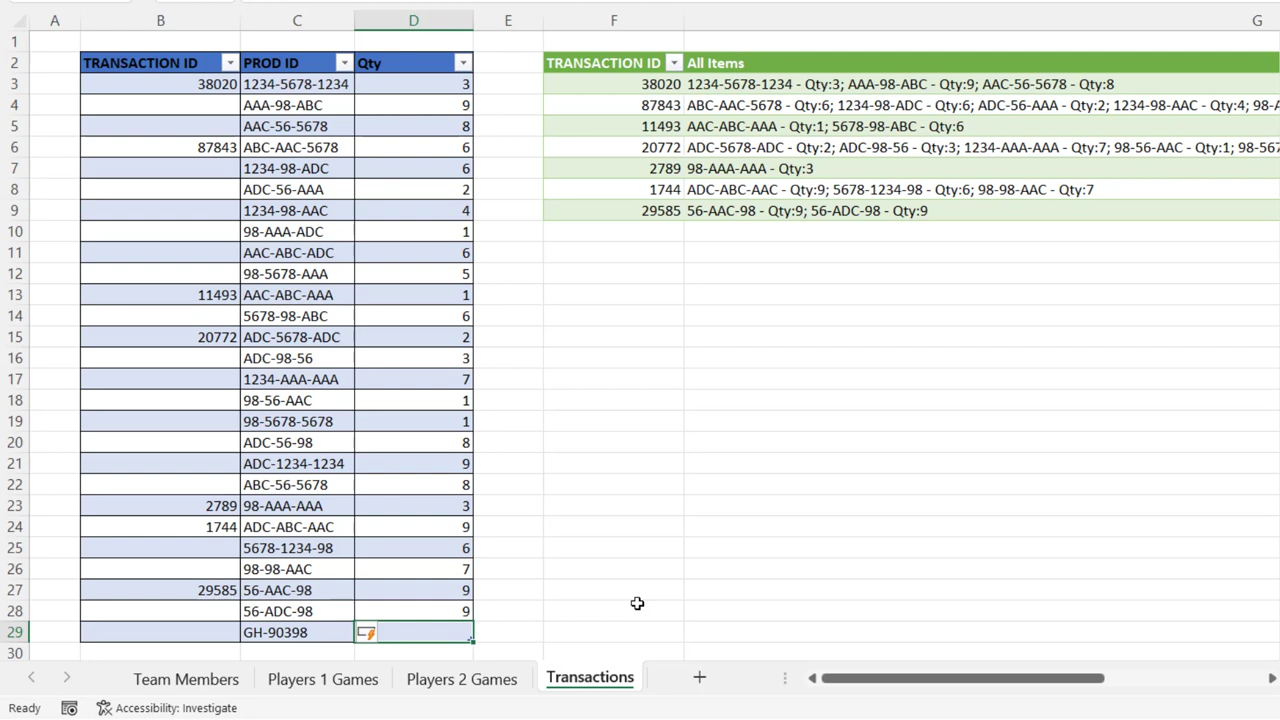 A B C D E F G
1
2 TRANSACTION ID PROD ID Qty TRANSACTION ID All Items
3 38020 1234-5678-1234 3 38020 1234-5678-1234 - Qty:3; AAA-98-ABC - Qty:9; AAC-56-5678 - Qty:8
4 AAA-98-ABC 9 87843 ABC-AAC-5678 - Qty:6; 1234-98-ADC - Qty:6; ADC-56-AAA - Qty:2; 1234-98-AAC - Qty:4; 98-A
5 AAC-56-5678 8 11493 AAC-ABC-AAA - Qty:1; 5678-98-ABC - Qty:6
6 87843 ABC-AAC-5678 6 20772 ADC-5678-ADC - Qty:2; ADC-98-56 - Qty:3; 1234-AAA-AAA - Qty:7; 98-56-AAC - Qty:1; 98-567
7 1234-98-ADC 6 2789 98-AAA-AAA - Qty:3
8 ADC-56-AAA 2 1744 ADC-ABC-AAC - Qty:9; 5678-1234-98 - Qty:6; 98-98-AAC - Qty:7
9 1234-98-AAC 4 29585 56-AAC-98 - Qty:9; 56-ADC-98 - Qty:9
10 98-AAA-ADC 1
11 AAC-ABC-ADC 6
12 98-5678-AAA 5
13 11493 AAC-ABC-AAA 1
14 5678-98-ABC 6
15 20772 ADC-5678-ADC 2
16 ADC-98-56 3
17 1234-AAA-AAA 7
18 98-56-AAC 1
19 98-5678-5678 1
20 ADC-56-98 8
21 ADC-1234-1234 9
22 ABC-56-5678 8
23 2789 98-AAA-AAA 3
24 1744 ADC-ABC-AAC 9
25 5678-1234-98 6
26 98-98-AAC 7
27 29585 56-AAC-98 9
28 56-ADC-98 9
29 GH-90398
30
Team Members Players 1 Games Players 2 Games Transactions
Ready Accessibility: Investigate